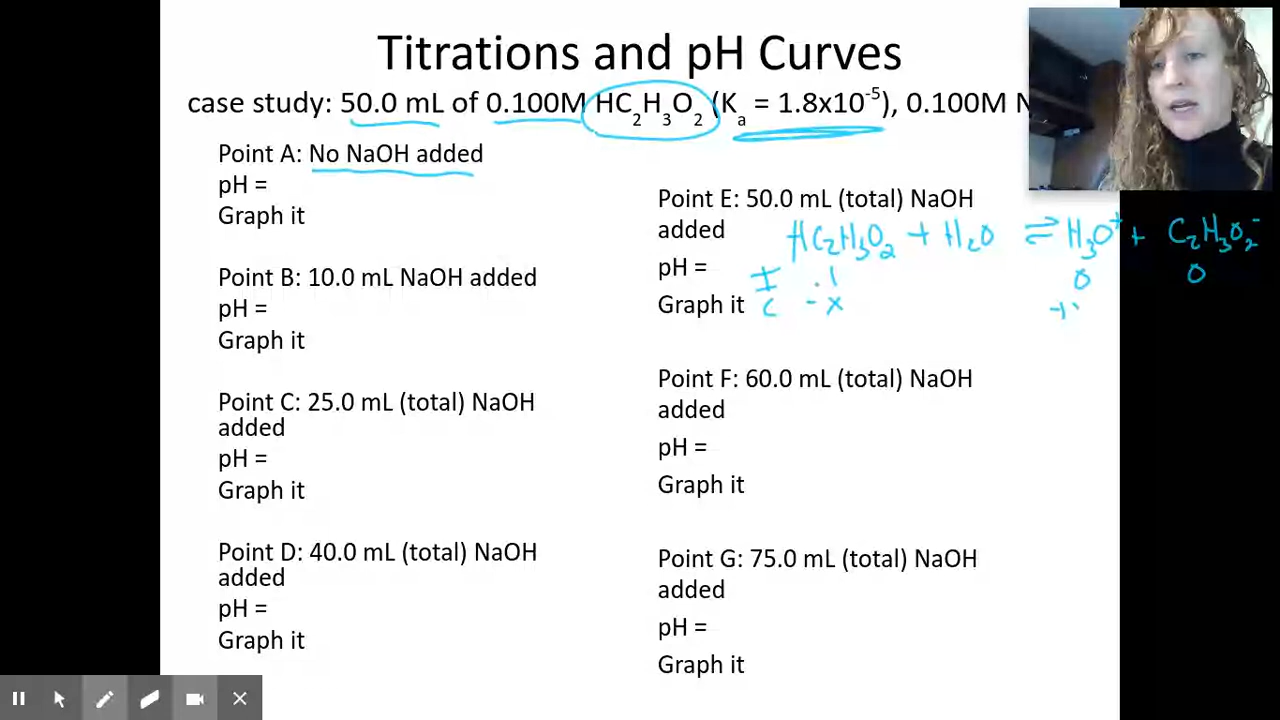 Titrations and pH Curves
case study: 50.0 mL of 0.100M HC₂H₃O₂ (Kₐ = 1.8x10⁻⁵), 0.100M
Point A: No NaOH added
pH =
Graph it
Point B: 10.0 mL NaOH added
pH =
Graph it
Point C: 25.0 mL (total) NaOH
added
pH =
Graph it
Point D: 40.0 mL (total) NaOH
added
pH =
Graph it
Point E: 50.0 mL (total) NaOH
added
HC₂H₃O₂ + H₂O ⇌ H₃O⁺ + C₂H₃O₂⁻
pH =
I .1 0 0
Graph it
C -x
Point F: 60.0 mL (total) NaOH
added
pH =
Graph it
Point G: 75.0 mL (total) NaOH
added
pH =
Graph it